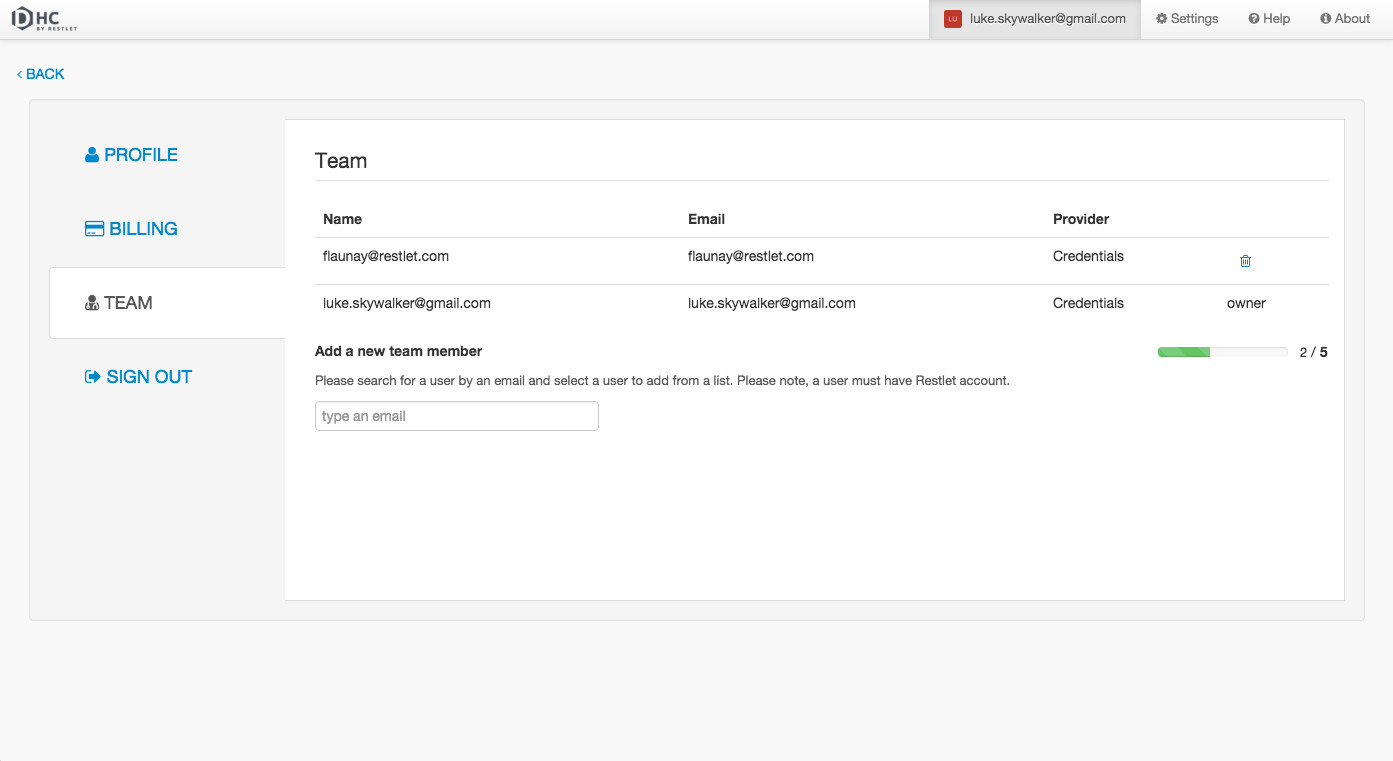 DHC BY RESTLET
LU luke.skywalker@gmail.com Settings Help About
BACK
PROFILE
BILLING
TEAM
SIGN OUT
Team
Name Email Provider
flaunay@restlet.com flaunay@restlet.com Credentials
luke.skywalker@gmail.com luke.skywalker@gmail.com Credentials owner
Add a new team member 2 / 5
Please search for a user by an email and select a user to add from a list. Please note, a user must have Restlet account.
type an email